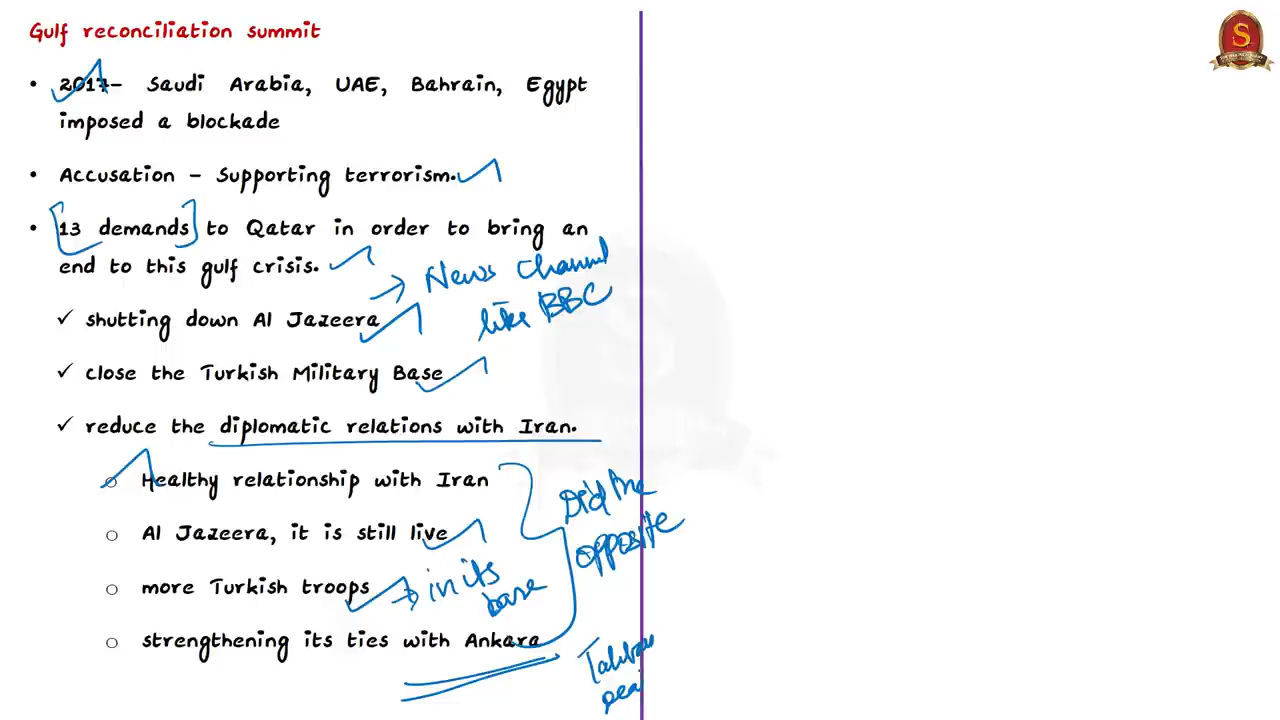 Gulf reconciliation summit
• 2017- Saudi Arabia, UAE, Bahrain, Egypt
imposed a blockade
• Accusation - Supporting terrorism.
• 13 demands to Qatar in order to bring an
end to this gulf crisis.
→ News channel
like BBC
✓ shutting down Al Jazeera
✓ close the Turkish Military Base
✓ reduce the diplomatic relations with Iran.
o Healthy relationship with Iran
o Al Jazeera, it is still live
Did the
opposite
o more Turkish troops
→ in its
base
o strengthening its ties with Ankara
S